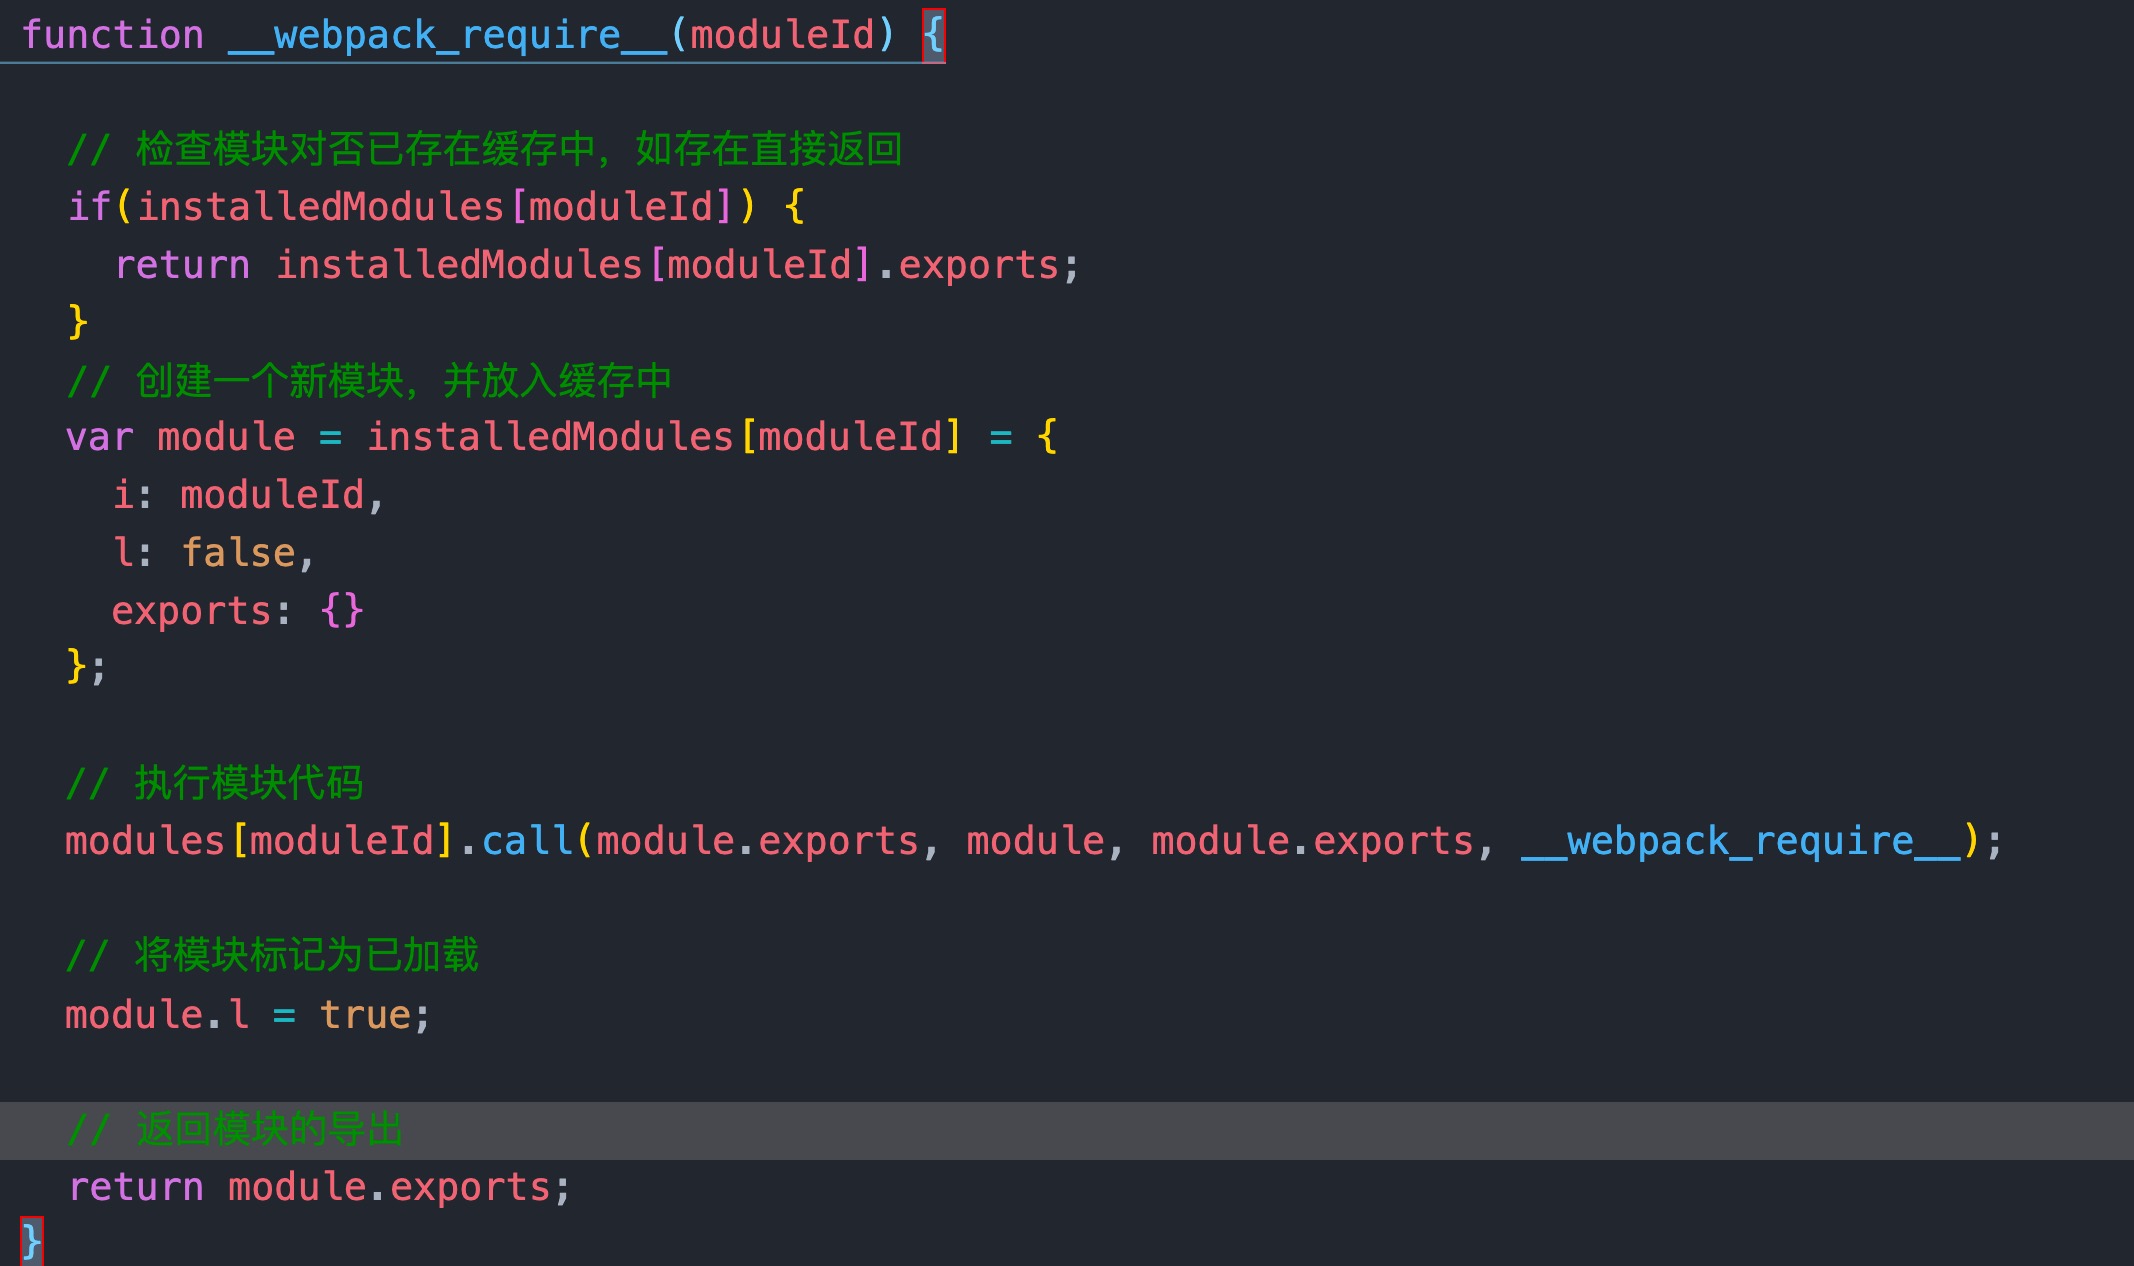 function __webpack_require__(moduleId) {
// 检查模块对否已存在缓存中，如存在直接返回
if(installedModules[moduleId]) {
return installedModules[moduleId].exports;
}
// 创建一个新模块，并放入缓存中
var module = installedModules[moduleId] = {
i: moduleId,
l: false,
exports: {}
};
// 执行模块代码
modules[moduleId].call(module.exports, module, module.exports, __webpack_require__);
// 将模块标记为已加载
module.l = true;
// 返回模块的导出
return module.exports;
}